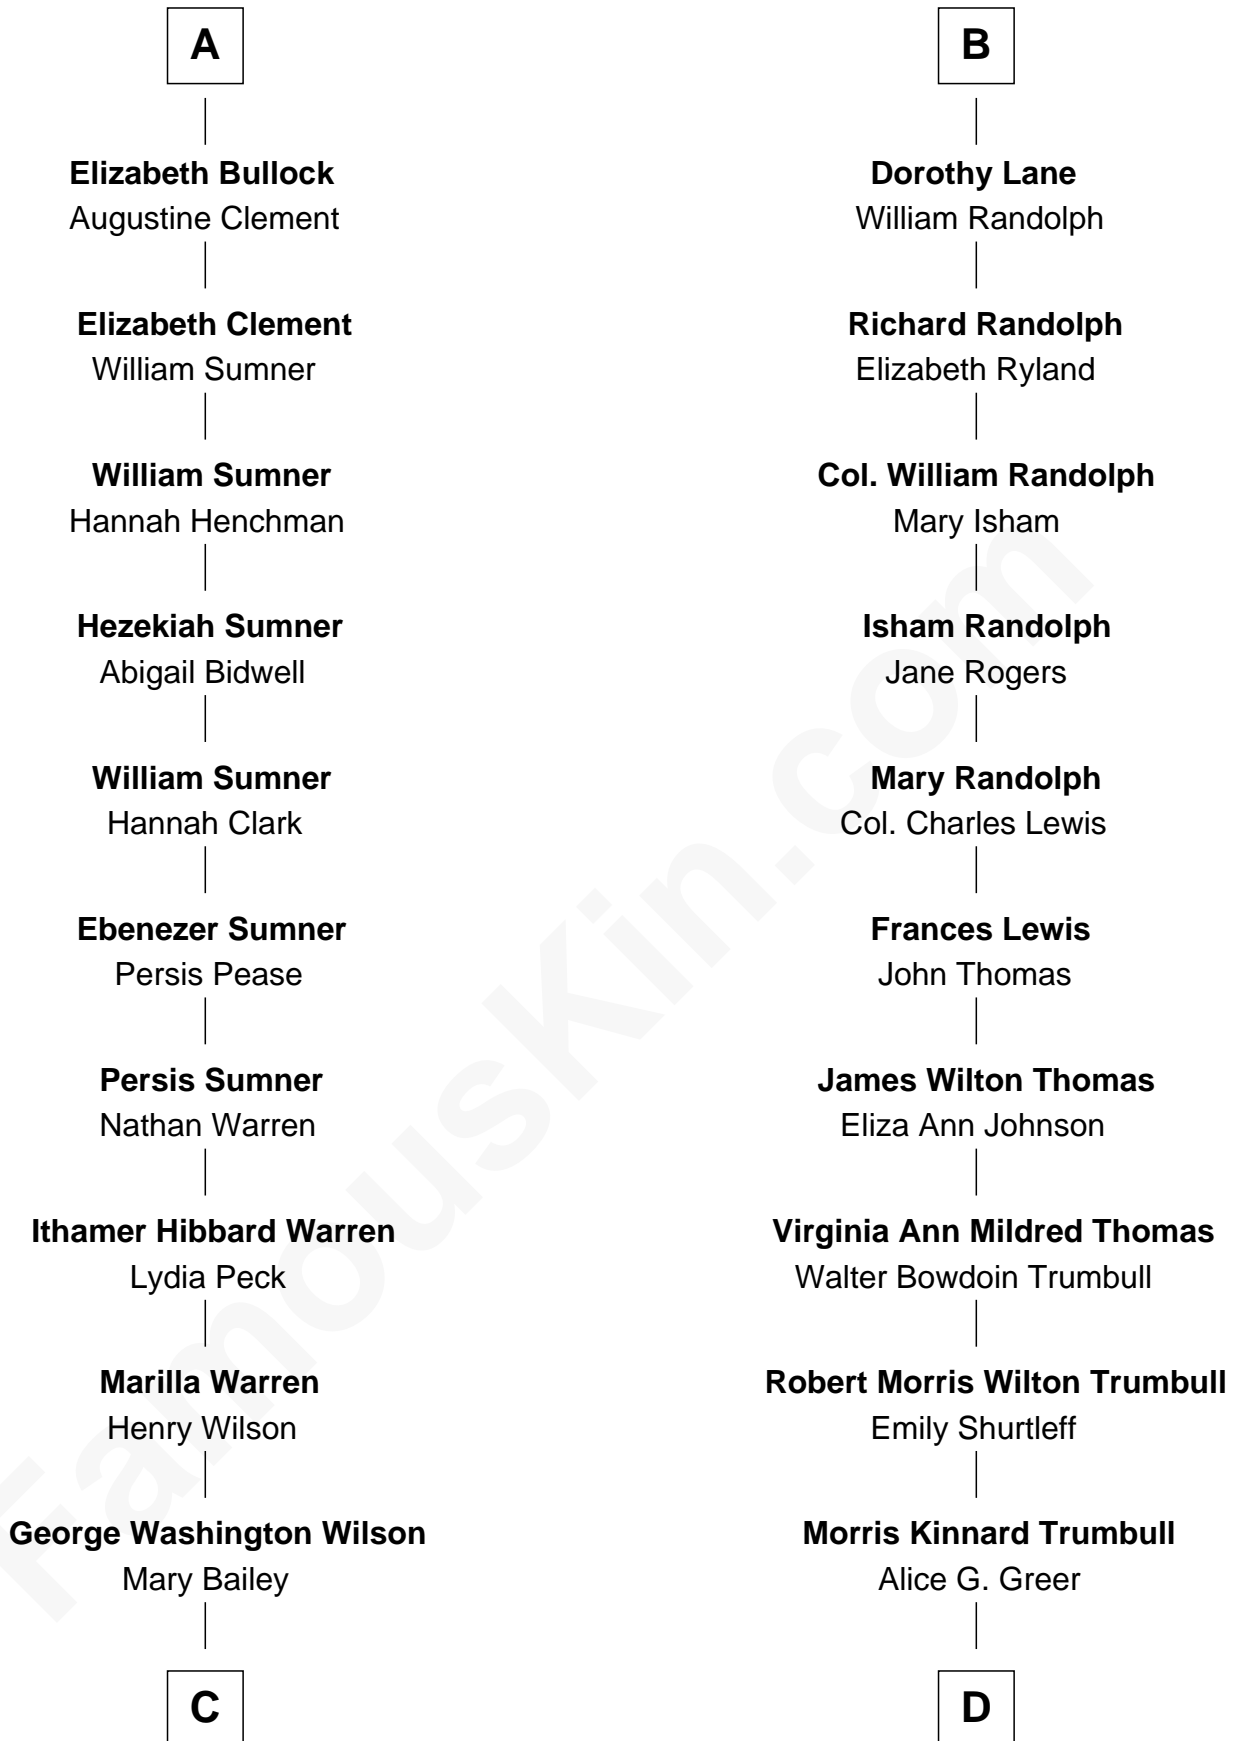 A
Elizabeth Bullock
Augustine Clement
Elizabeth Clement
William Sumner
William Sumner
Hannah Henchman
Hezekiah Sumner
Abigail Bidwell
William Sumner
Hannah Clark
Ebenezer Sumner
Persis Pease
Persis Sumner
Nathan Warren
Ithamer Hibbard Warren
Lydia Peck
Marilla Warren
Henry Wilson
George Washington Wilson
Mary Bailey
C
B
Dorothy Lane
William Randolph
Richard Randolph
Elizabeth Ryland
Col. William Randolph
Mary Isham
Isham Randolph
Jane Rogers
Mary Randolph
Col. Charles Lewis
Frances Lewis
John Thomas
James Wilton Thomas
Eliza Ann Johnson
Virginia Ann Mildred Thomas
Walter Bowdoin Trumbull
Robert Morris Wilton Trumbull
Emily Shurtleff
Morris Kinnard Trumbull
Alice G. Greer
D
FamousKin.com